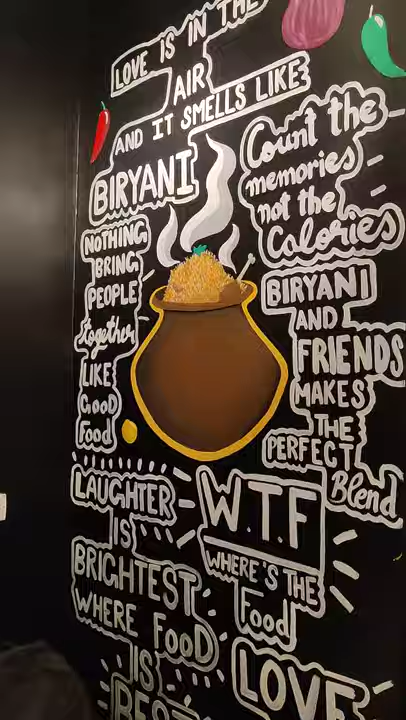 LOVE IS IN THE
AIR
AND IT SMELLS LIKE
BIRYANI
Count the
memories
not the
Calories
NOTHING
BRING
PEOPLE
together
LIKE
GOOD
Food
BIRYANI
AND
FRIENDS
MAKES
THE
PERFECT
Blend
LAUGHTER
IS
BRIGHTEST
WHERE FOOD
IS
BEST
W.T.F
WHERE'S THE
Food
LOVE